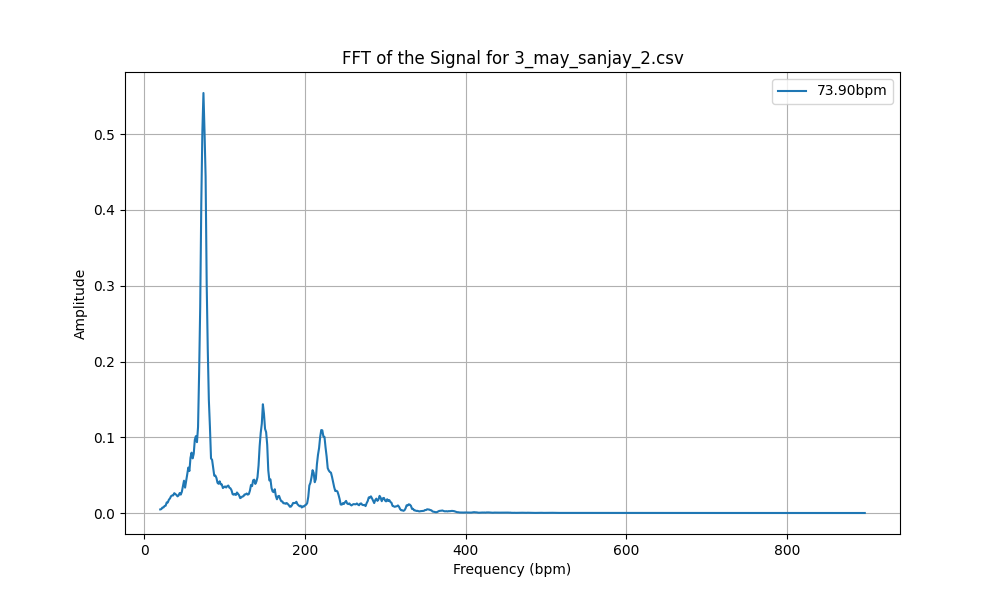 FFT of the Signal for 3_may_sanjay_2.csv
73.90bpm
Amplitude
0.5
0.4
0.3
0.2
0.1
0.0
0 200 400 600 800
Frequency (bpm)